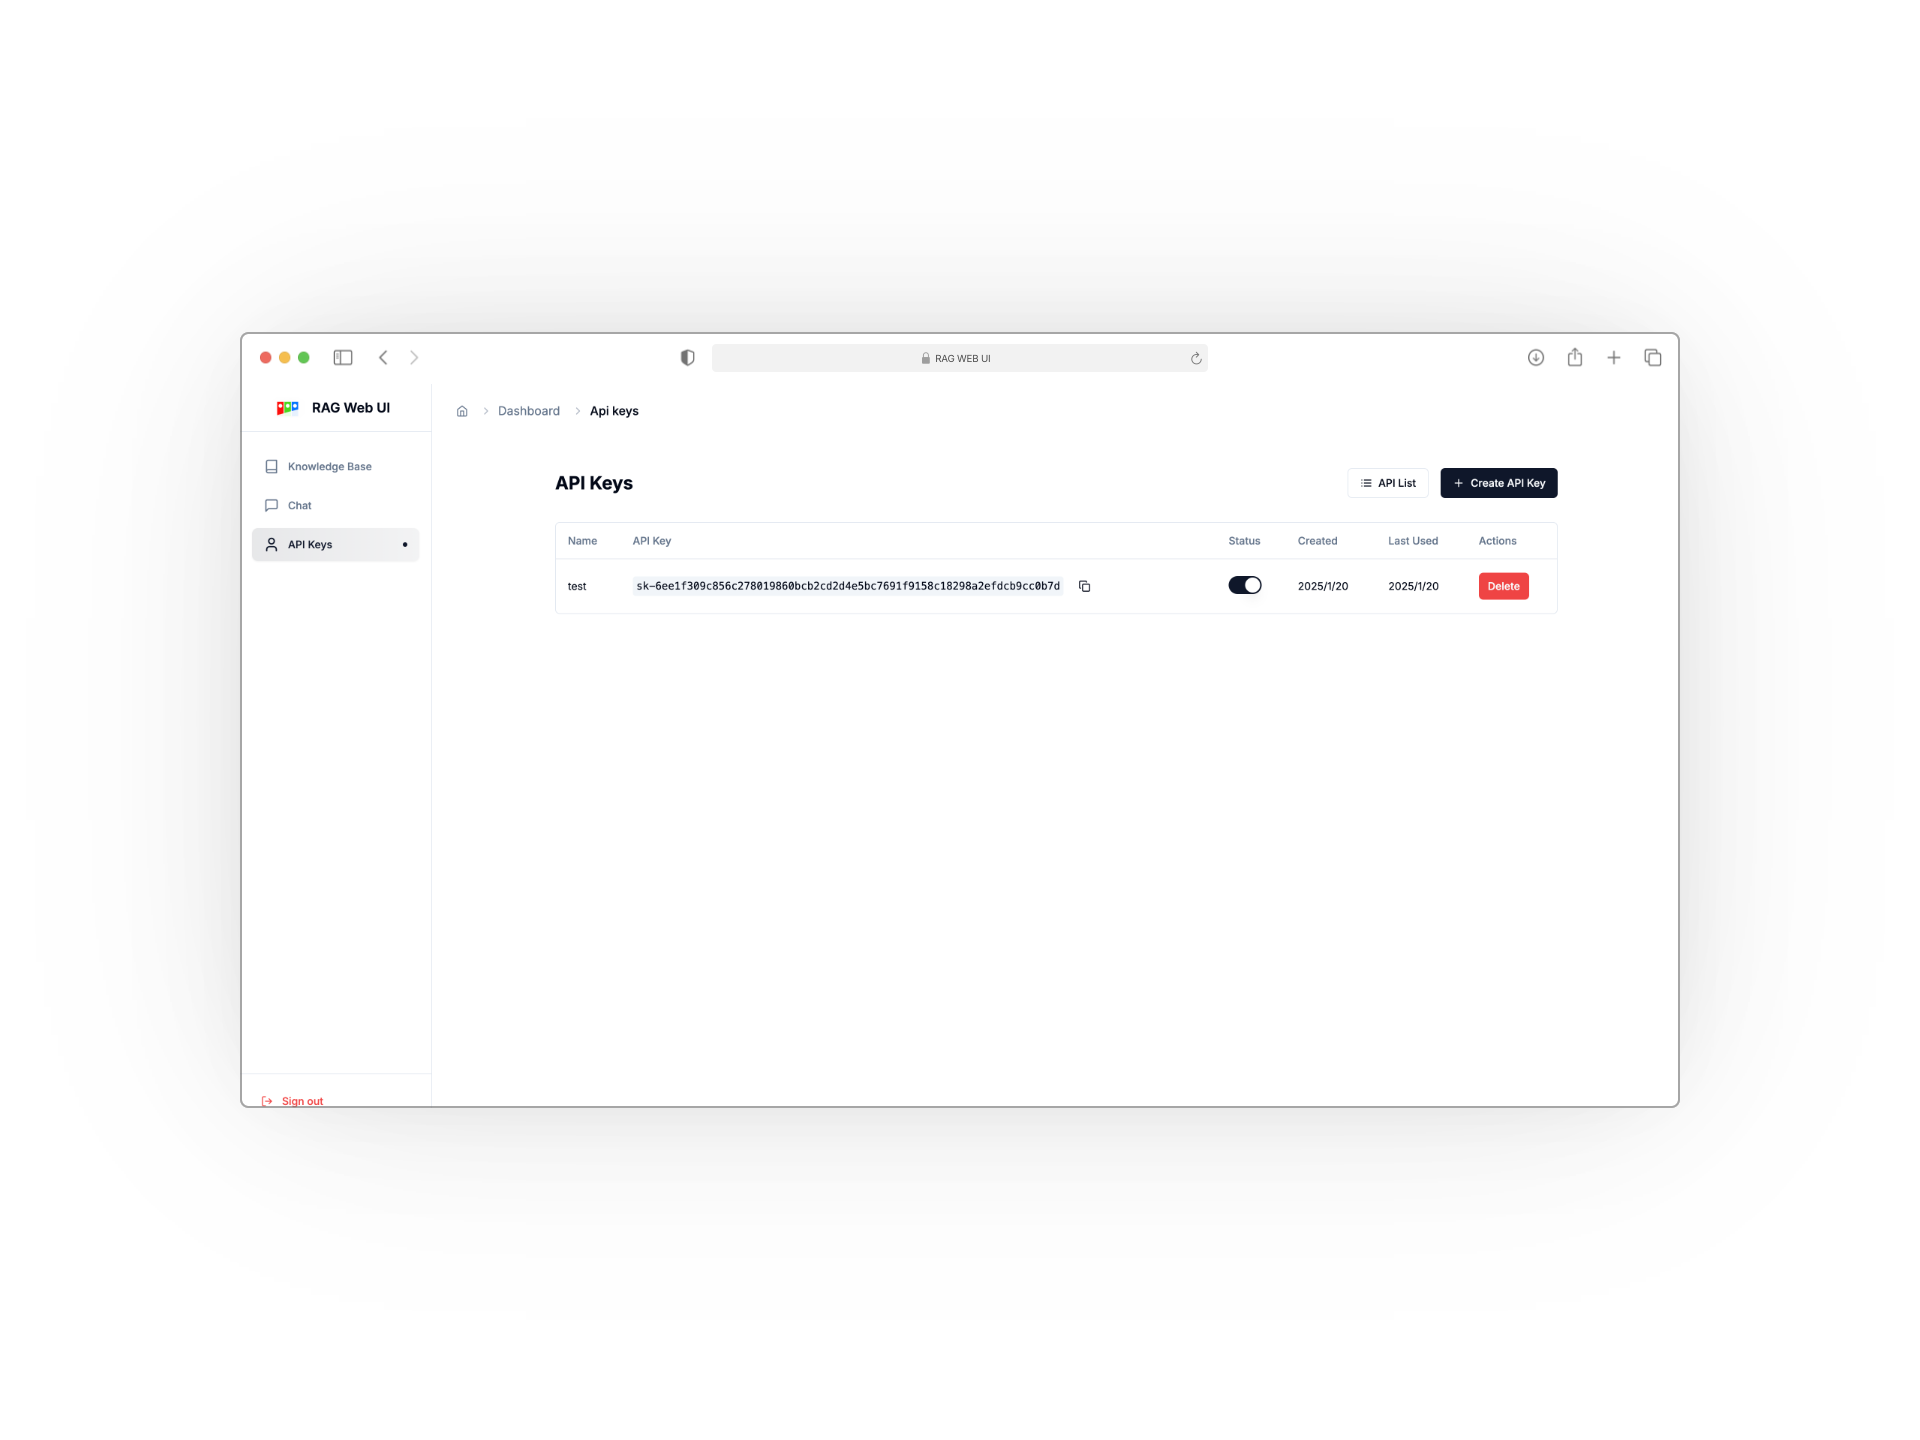 RAG WEB UI
RAG Web UI
Dashboard
Api keys
Knowledge Base
Chat
API Keys
API Keys
API List
Create API Key
Name
API Key
Status
Created
Last Used
Actions
test
sk-6ee1f309c856c278019860bcb2cd2d4e5bc7691f9158c18298a2efdcb9cc0b7d
2025/1/20
2025/1/20
Delete
Sign out